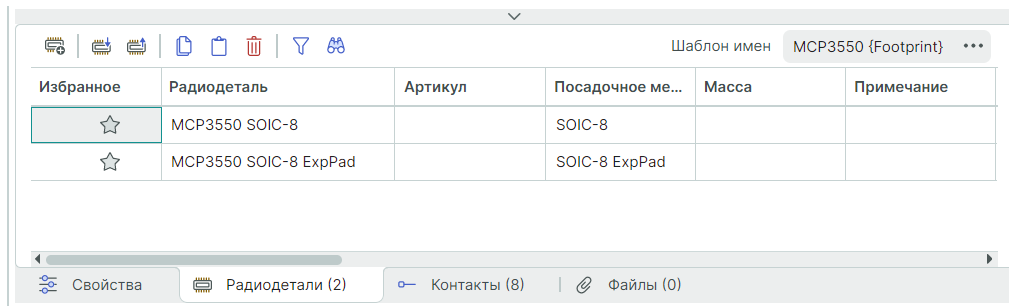 Шаблон имен MCP3550 {Footprint} •••
Избранное Радиодеталь Артикул Посадочное ме... Масса Примечание
MCP3550 SOIC-8 SOIC-8
MCP3550 SOIC-8 ExpPad SOIC-8 ExpPad
Свойства Радиодетали (2) Контакты (8) Файлы (0)